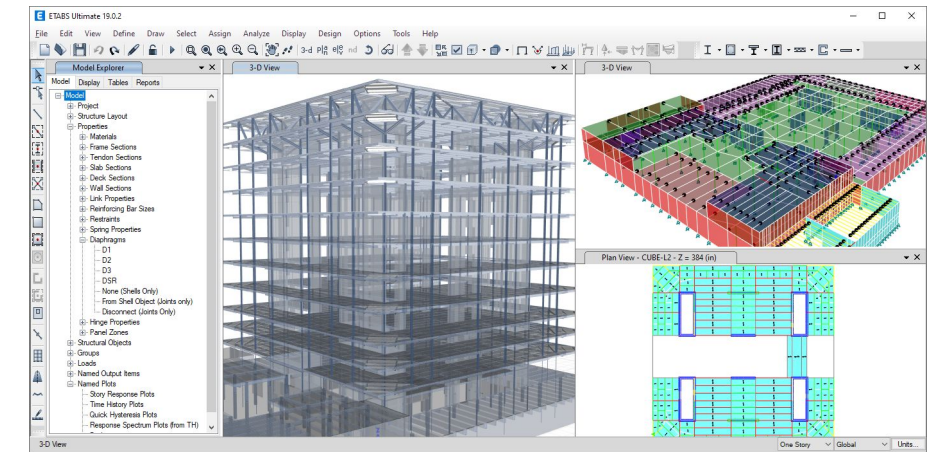 ETABS Ultimate 19.0.2
File Edit View Define Draw Select Assign Analyze Display Design Options Tools Help
3-d
nd
Model Explorer
3-D View
3-D View
Model Display Tables Reports
Model
Project
Structure Layout
Properties
Materials
Frame Sections
Tendon Sections
Slab Sections
Deck Sections
Wall Sections
Link Properties
Reinforcing Bar Sizes
Restraints
Spring Properties
Diaphragms
D1
D2
D3
DSR
None (Shells Only)
From Shell Object (Joints only)
Disconnect (Joints Only)
Hinge Properties
Panel Zones
Structural Objects
Groups
Loads
Named Output Items
Named Plots
Story Response Plots
Time History Plots
Quick Hysteresis Plots
Response Spectrum Plots (from TH)
Plan View - CUBE-L2 - Z = 384 (in)
3-D View
One Story
Global
Units...